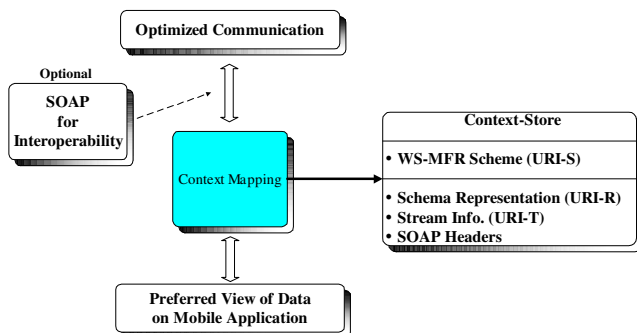 Optimized Communication
Optional
SOAP
for
Interoperability
Context Mapping
Context-Store
• WS-MFR Scheme (URI-S)
• Schema Representation (URI-R)
• Stream Info. (URI-T)
• SOAP Headers
Preferred View of Data
on Mobile Application